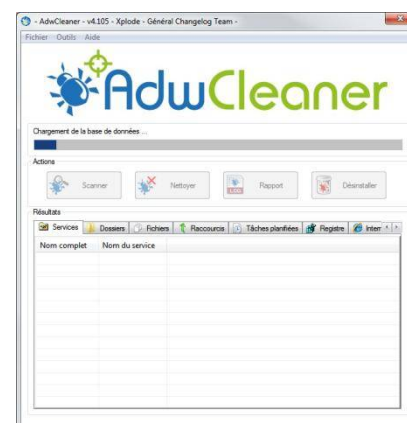 - AdwCleaner - v4.105 - Xplode - Général Changelog Team -
Fichier Outils Aide
AdwCleaner
Chargement de la base de données ...
Actions
Scanner Nettoyer Rapport Désinstaller
Résultats
Services Dossiers Fichiers Raccourcis Tâches planifiées Registre Intern
Nom complet Nom du service